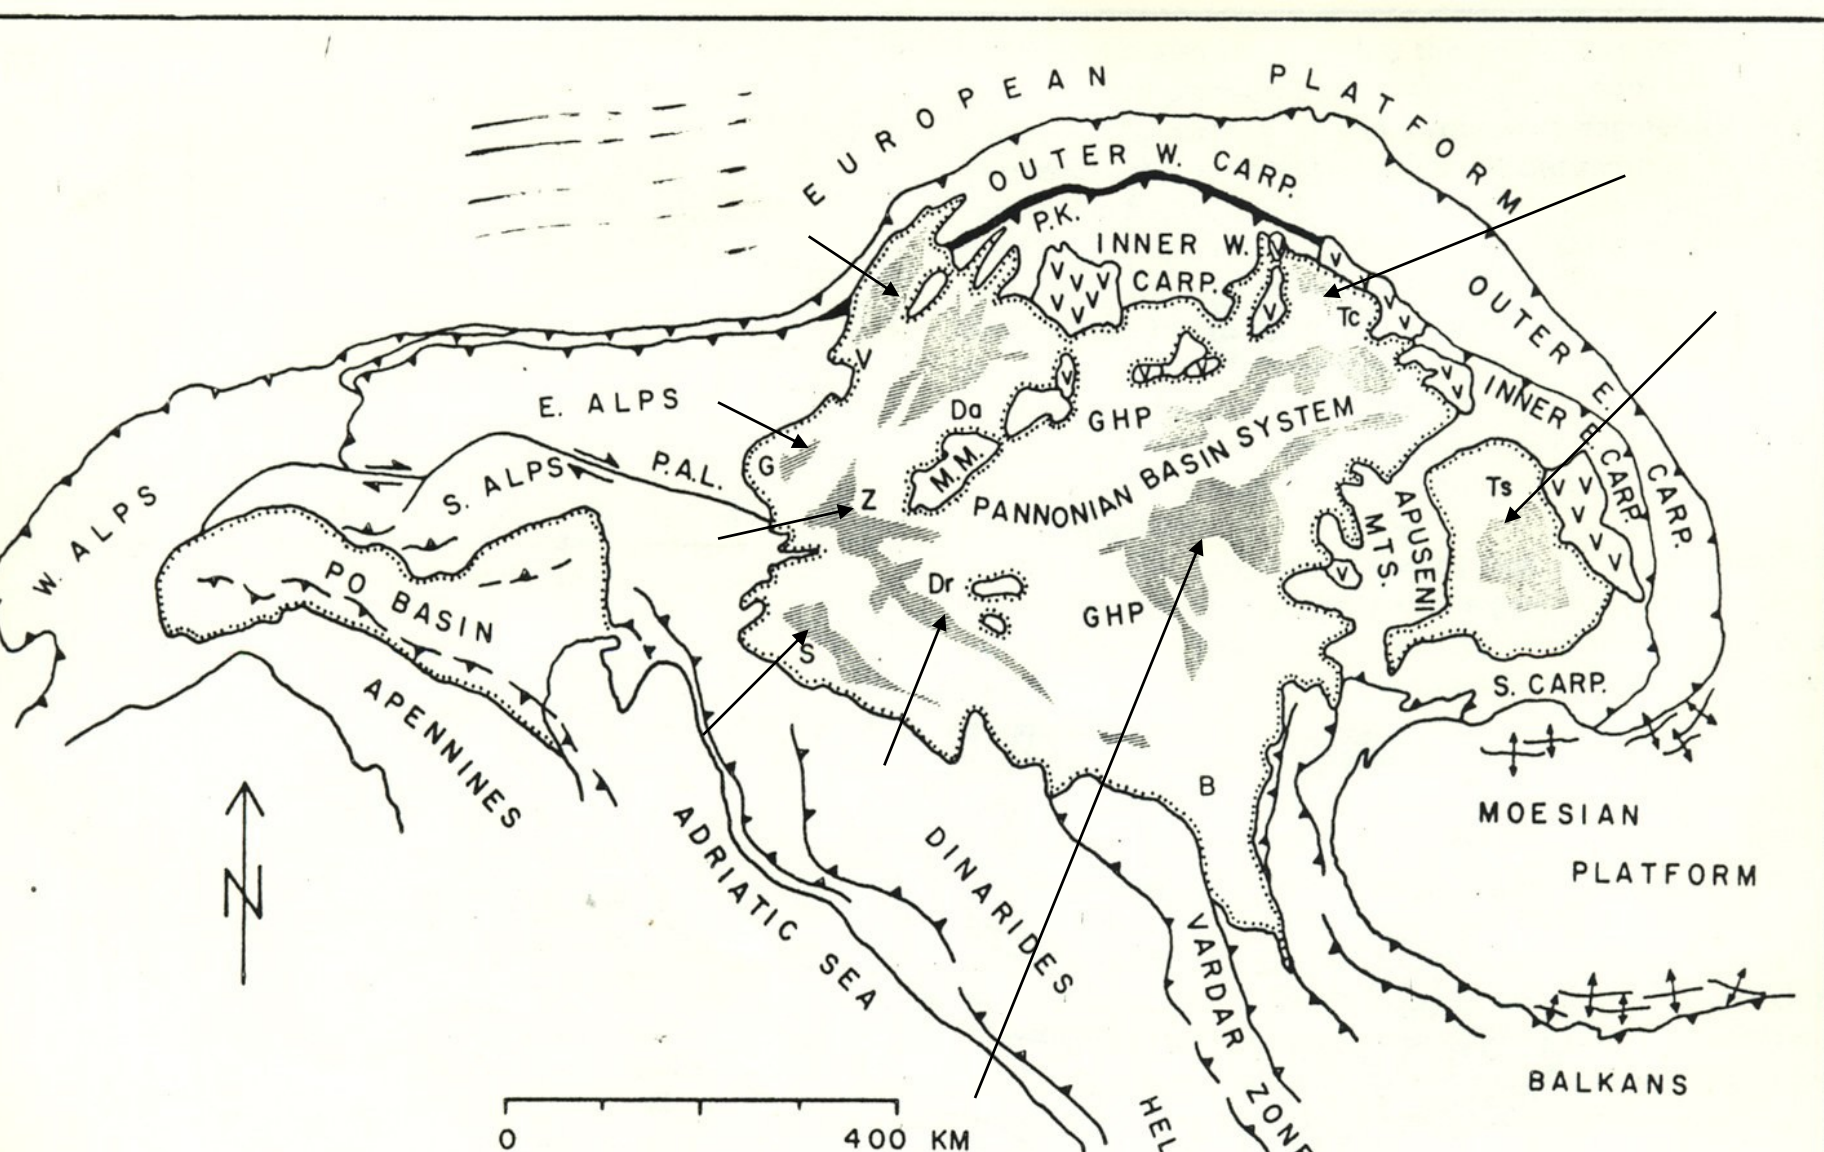 EUROPEAN PLATFORM
OUTER W. CARP.
P.K.
INNER W.
CARP.
OUTER E. CARP.
Tc
V
INNER E. CARP.
E. ALPS
Da
GHP
M.M.
PANNONIAN BASIN SYSTEM
G
P.A.L.
S. ALPS
Z
W. ALPS
Ts
APUSENI
MTS.
PO BASIN
Dr
GHP
S
S. CARP.
APENNINES
B
MOESIAN
PLATFORM
ADRIATIC SEA
DINARIDES
VARDAR ZONE
N
BALKANS
HEL
0 400 KM
V V V V V V
V
V
V
V
V
V V
V
V V
V V V V V
V